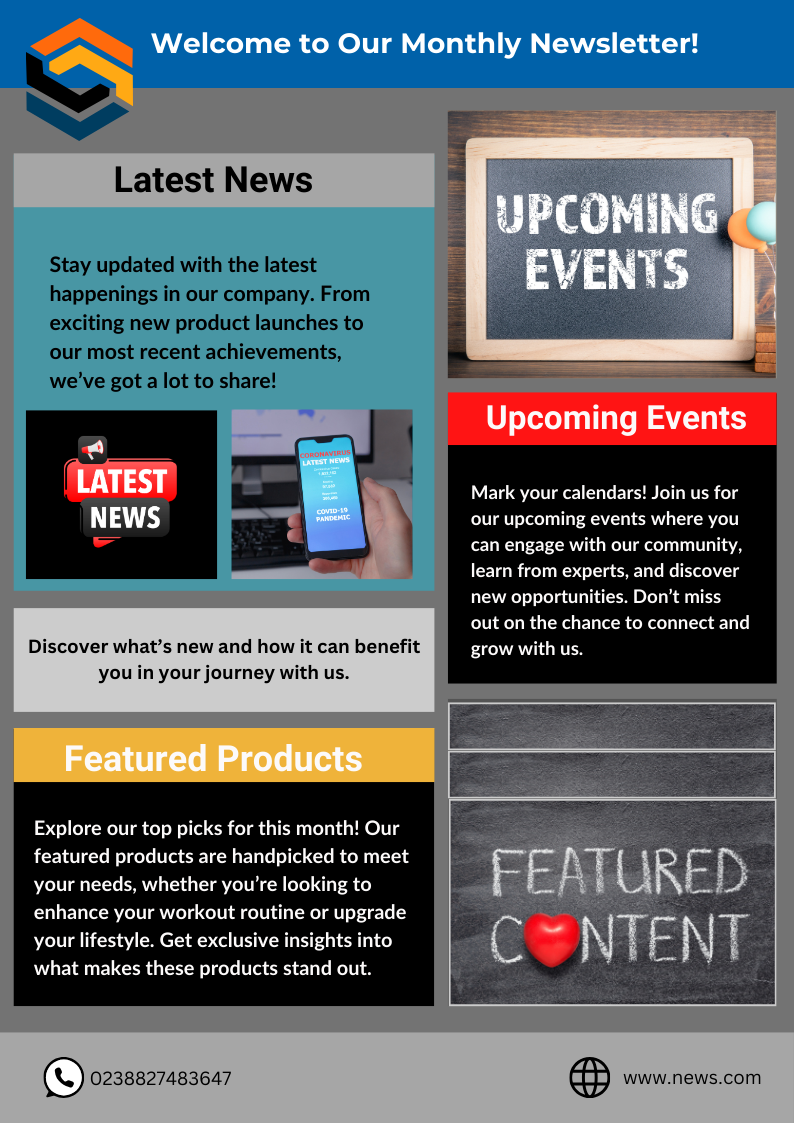 Welcome to Our Monthly Newsletter!
Latest News
Stay updated with the latest
happenings in our company. From
exciting new product launches to
our most recent achievements,
we’ve got a lot to share!
LATEST
NEWS
CORONAVIRUS
LATEST NEWS
COVID-19
PANDEMIC
Discover what’s new and how it can benefit
you in your journey with us.
Featured Products
Explore our top picks for this month! Our
featured products are handpicked to meet
your needs, whether you’re looking to
enhance your workout routine or upgrade
your lifestyle. Get exclusive insights into
what makes these products stand out.
UPCOMING
EVENTS
Upcoming Events
Mark your calendars! Join us for
our upcoming events where you
can engage with our community,
learn from experts, and discover
new opportunities. Don’t miss
out on the chance to connect and
grow with us.
FEATURED
CONTENT
0238827483647
www.news.com